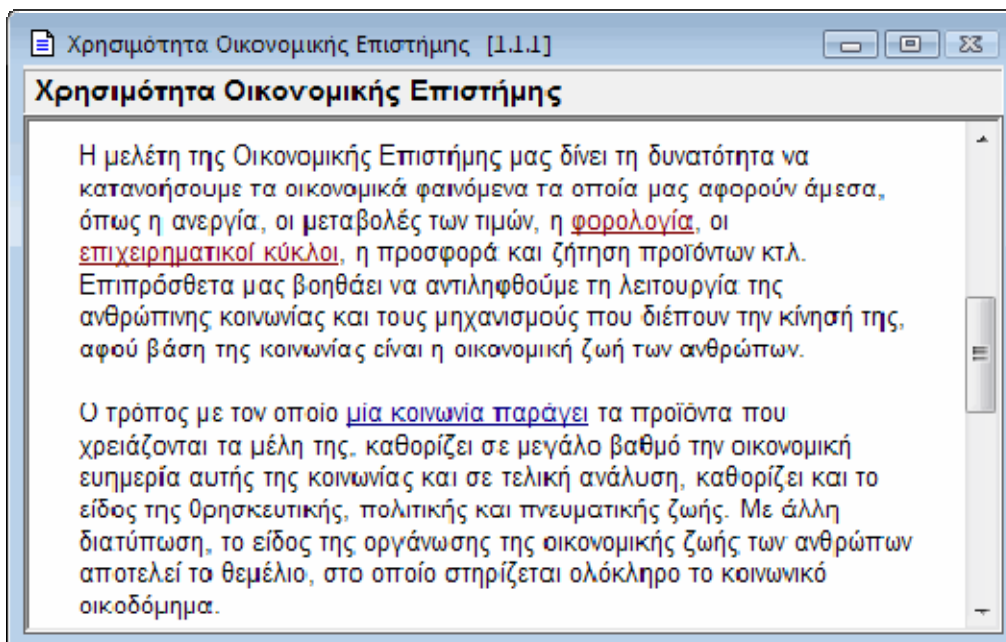 Χρησιμότητα Οικονομικής Επιστήμης [1.1.1]
Χρησιμότητα Οικονομικής Επιστήμης
Η μελέτη της Οικονομικής Επιστήμης μας δίνει τη δυνατότητα να
κατανοήσουμε τα οικονομικά φαινόμενα τα οποία μας αφορούν άμεσα,
όπως η ανεργία, οι μεταβολές των τιμών, η φορολογία, οι
επιχειρηματικοί κύκλοι, η προσφορά και ζήτηση προϊόντων κτλ.
Επιπρόσθετα μας βοηθάει να αντιληφθούμε τη λειτουργία της
ανθρώπινης κοινωνίας και τους μηχανισμούς που διέπουν την κίνησή της,
αφού βάση της κοινωνίας είναι η οικονομική ζωή των ανθρώπων.
Ο τρόπος με τον οποίο μία κοινωνία παράγει τα προϊόντα που
χρειάζονται τα μέλη της, καθορίζει σε μεγάλο βαθμό την οικονομική
ευημερία αυτής της κοινωνίας και σε τελική ανάλυση, καθορίζει και το
είδος της θρησκευτικής, πολιτικής και πνευματικής ζωής. Με άλλη
διατύπωση, το είδος της οργάνωσης της οικονομικής ζωής των ανθρώπων
αποτελεί το θεμέλιο, στο οποίο στηρίζεται ολόκληρο το κοινωνικό
οικοδόμημα.